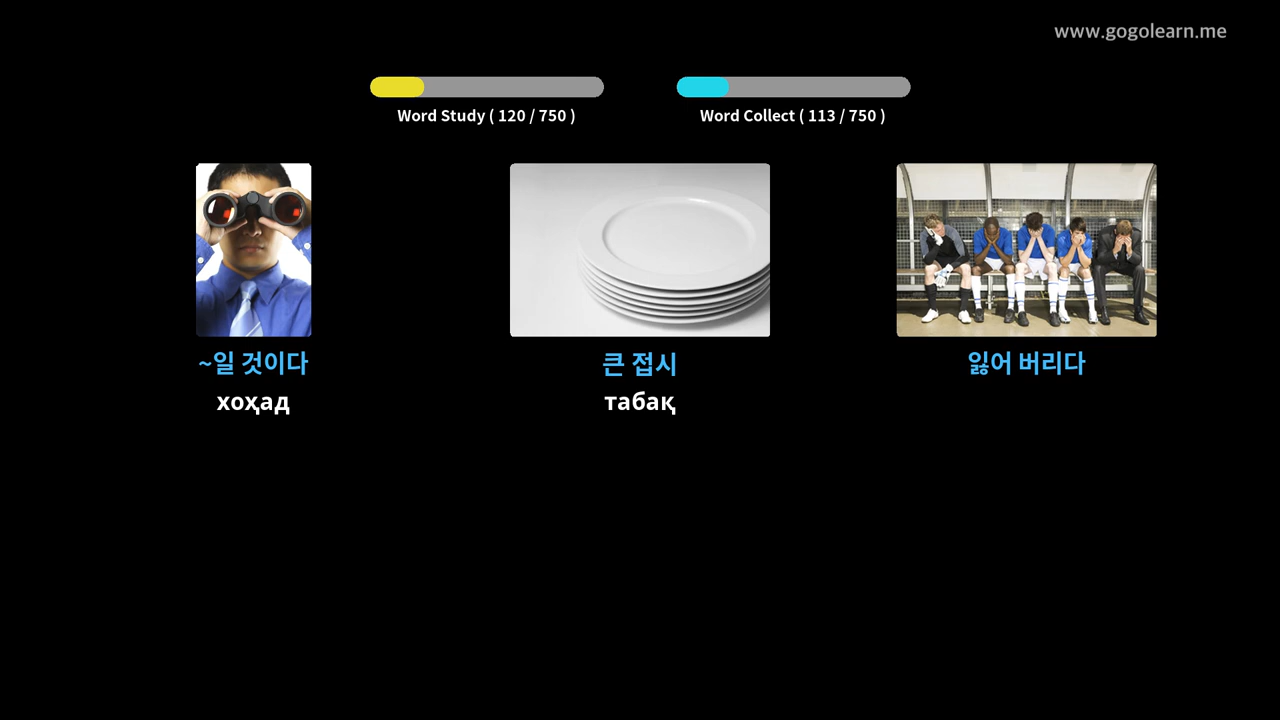 www.gogolearn.me
Word Study ( 120 / 750 )
Word Collect ( 113 / 750 )
~일 것이다
큰 접시
잃어 버리다
хоҳад
табақ